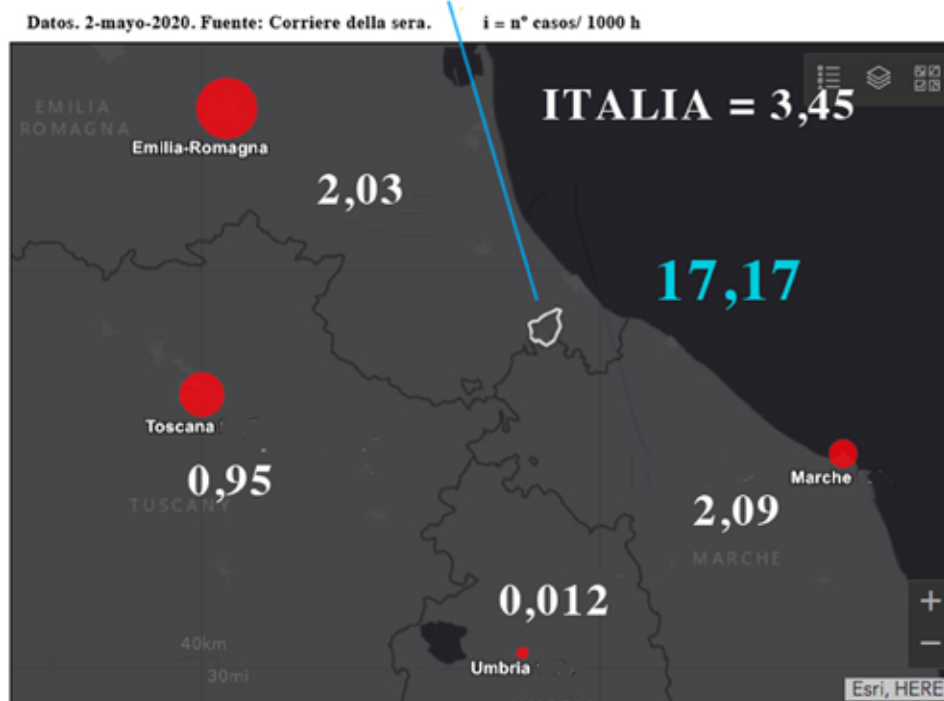 Datos. 2-mayo-2020. Fuente: Corriere della sera. i = nº casos/ 1000 h
EMILIA
ROMAGNA
ITALIA = 3,45
Emilia-Romagna
2,03
17,17
Toscana
0,95
TUSCANY
Marche
2,09
MARCHE
0,012
40km
Umbria
30mi
+
−
Esri, HERE